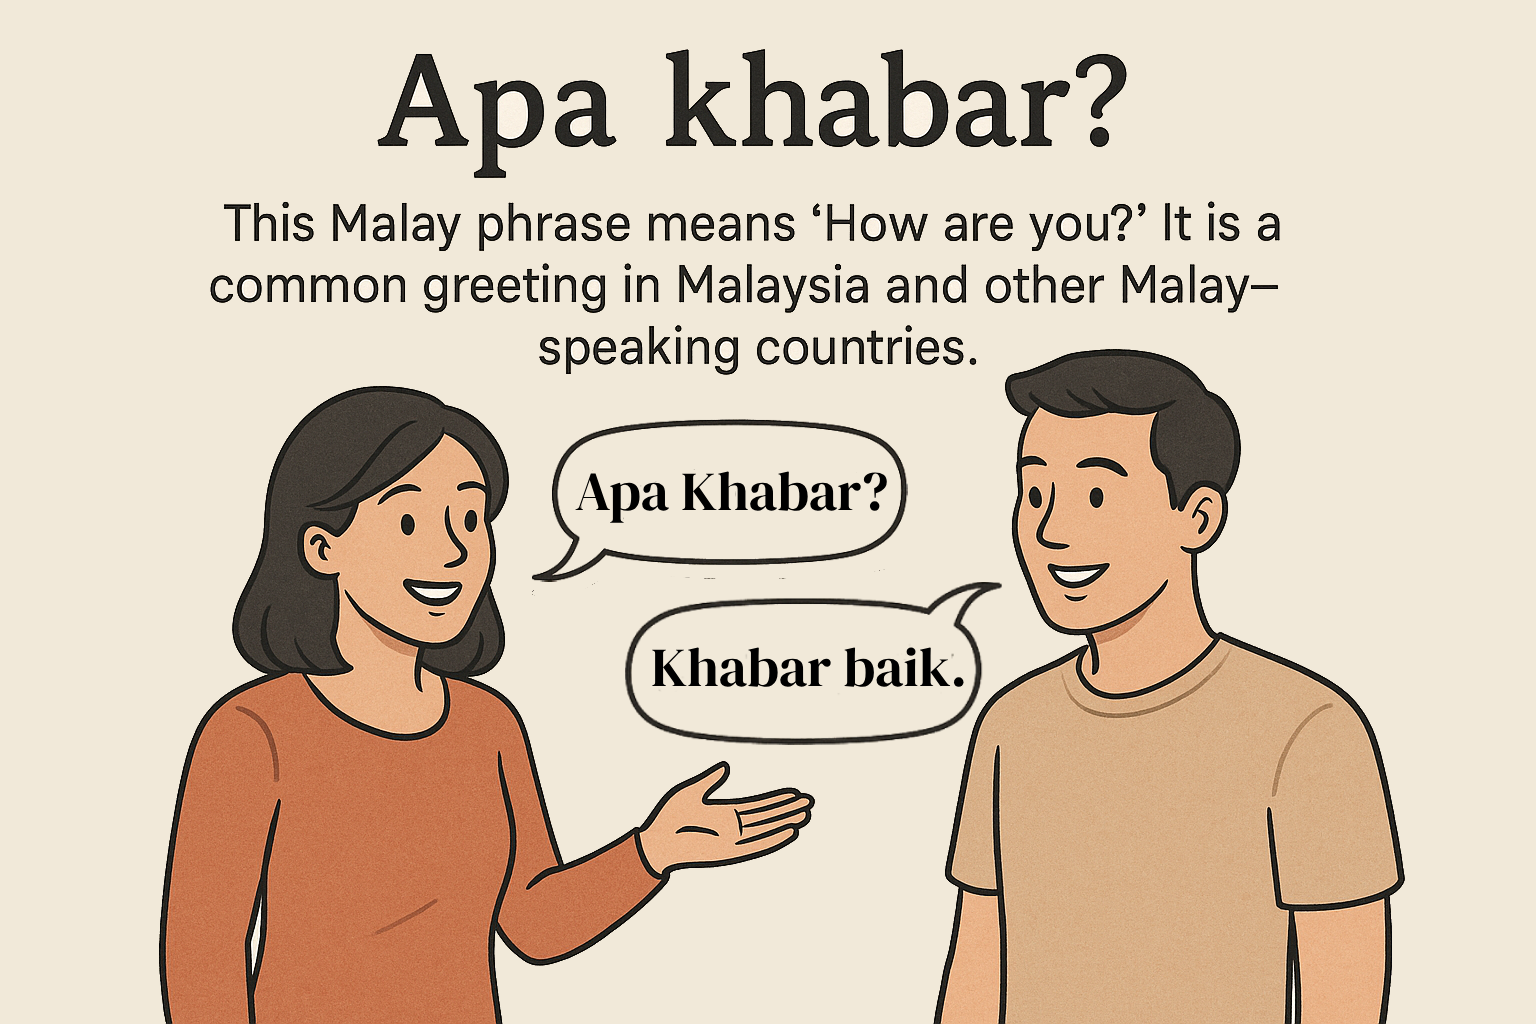 Apa khabar?
This Malay phrase means ‘How are you?’ It is a
common greeting in Malaysia and other Malay–
speaking countries.
Apa Khabar?
Khabar baik.